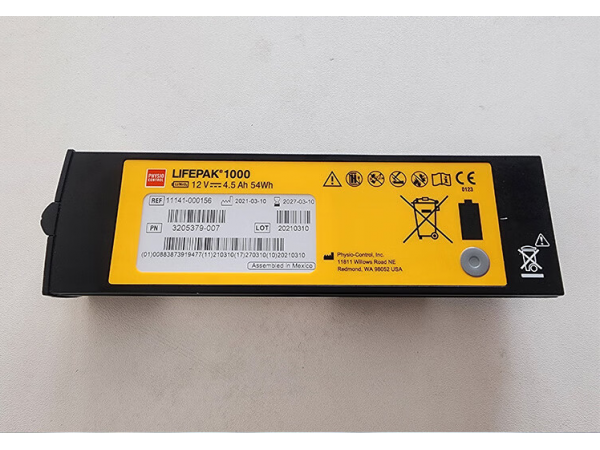 PHYSIO
CONTROL
LIFEPAK® 1000
Li/MnO₂ 12 V⎓ 4.5 Ah 54Wh
REF 11141-000156
2021-03-10
2027-03-10
PN 3205379-007
LOT 20210310
(01)00883873919477(11)210310(17)270310(10)20210310
Assembled in Mexico
CE
0123
Physio-Control, Inc.
11811 Willows Road NE
Redmond, WA 98052 USA